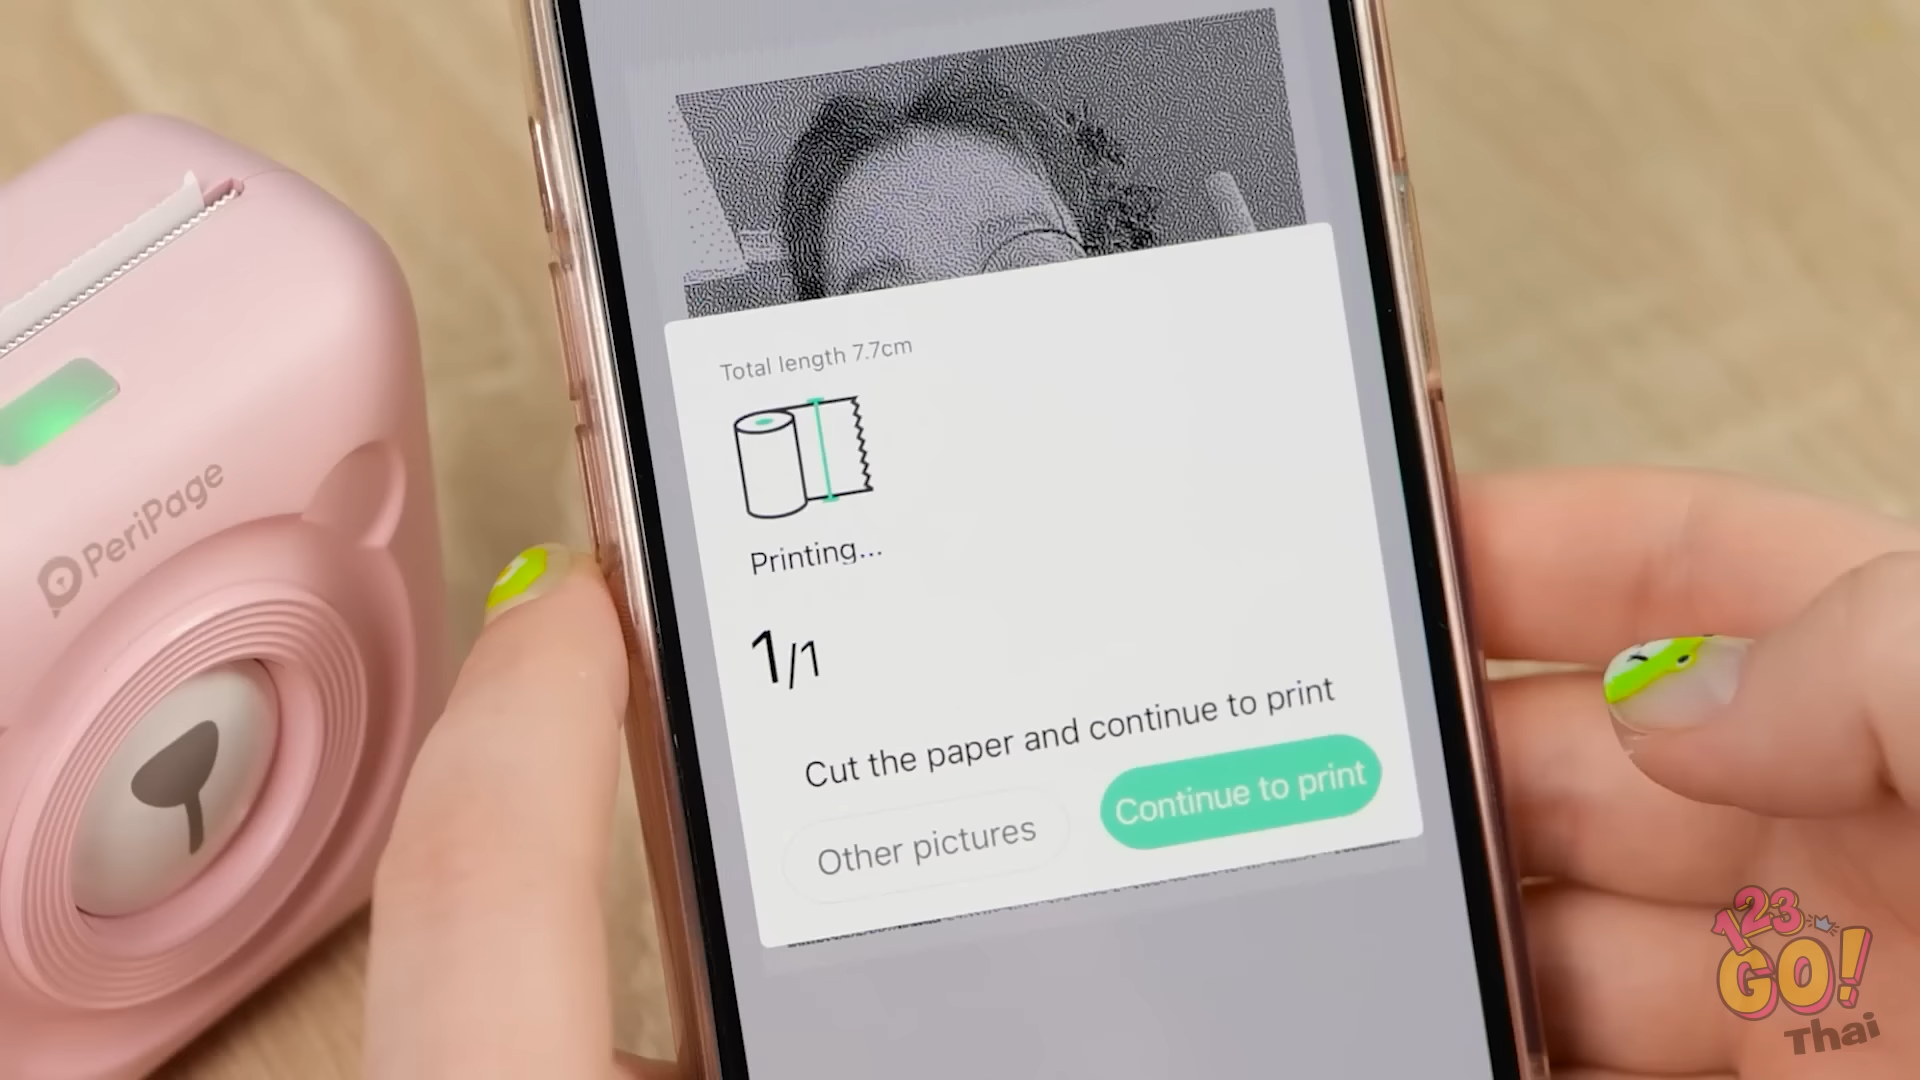 Total length 7.7cm
Printing...
1/1
Cut the paper and continue to print
Other pictures
Continue to print
PeriPage
123
GO!
Thai